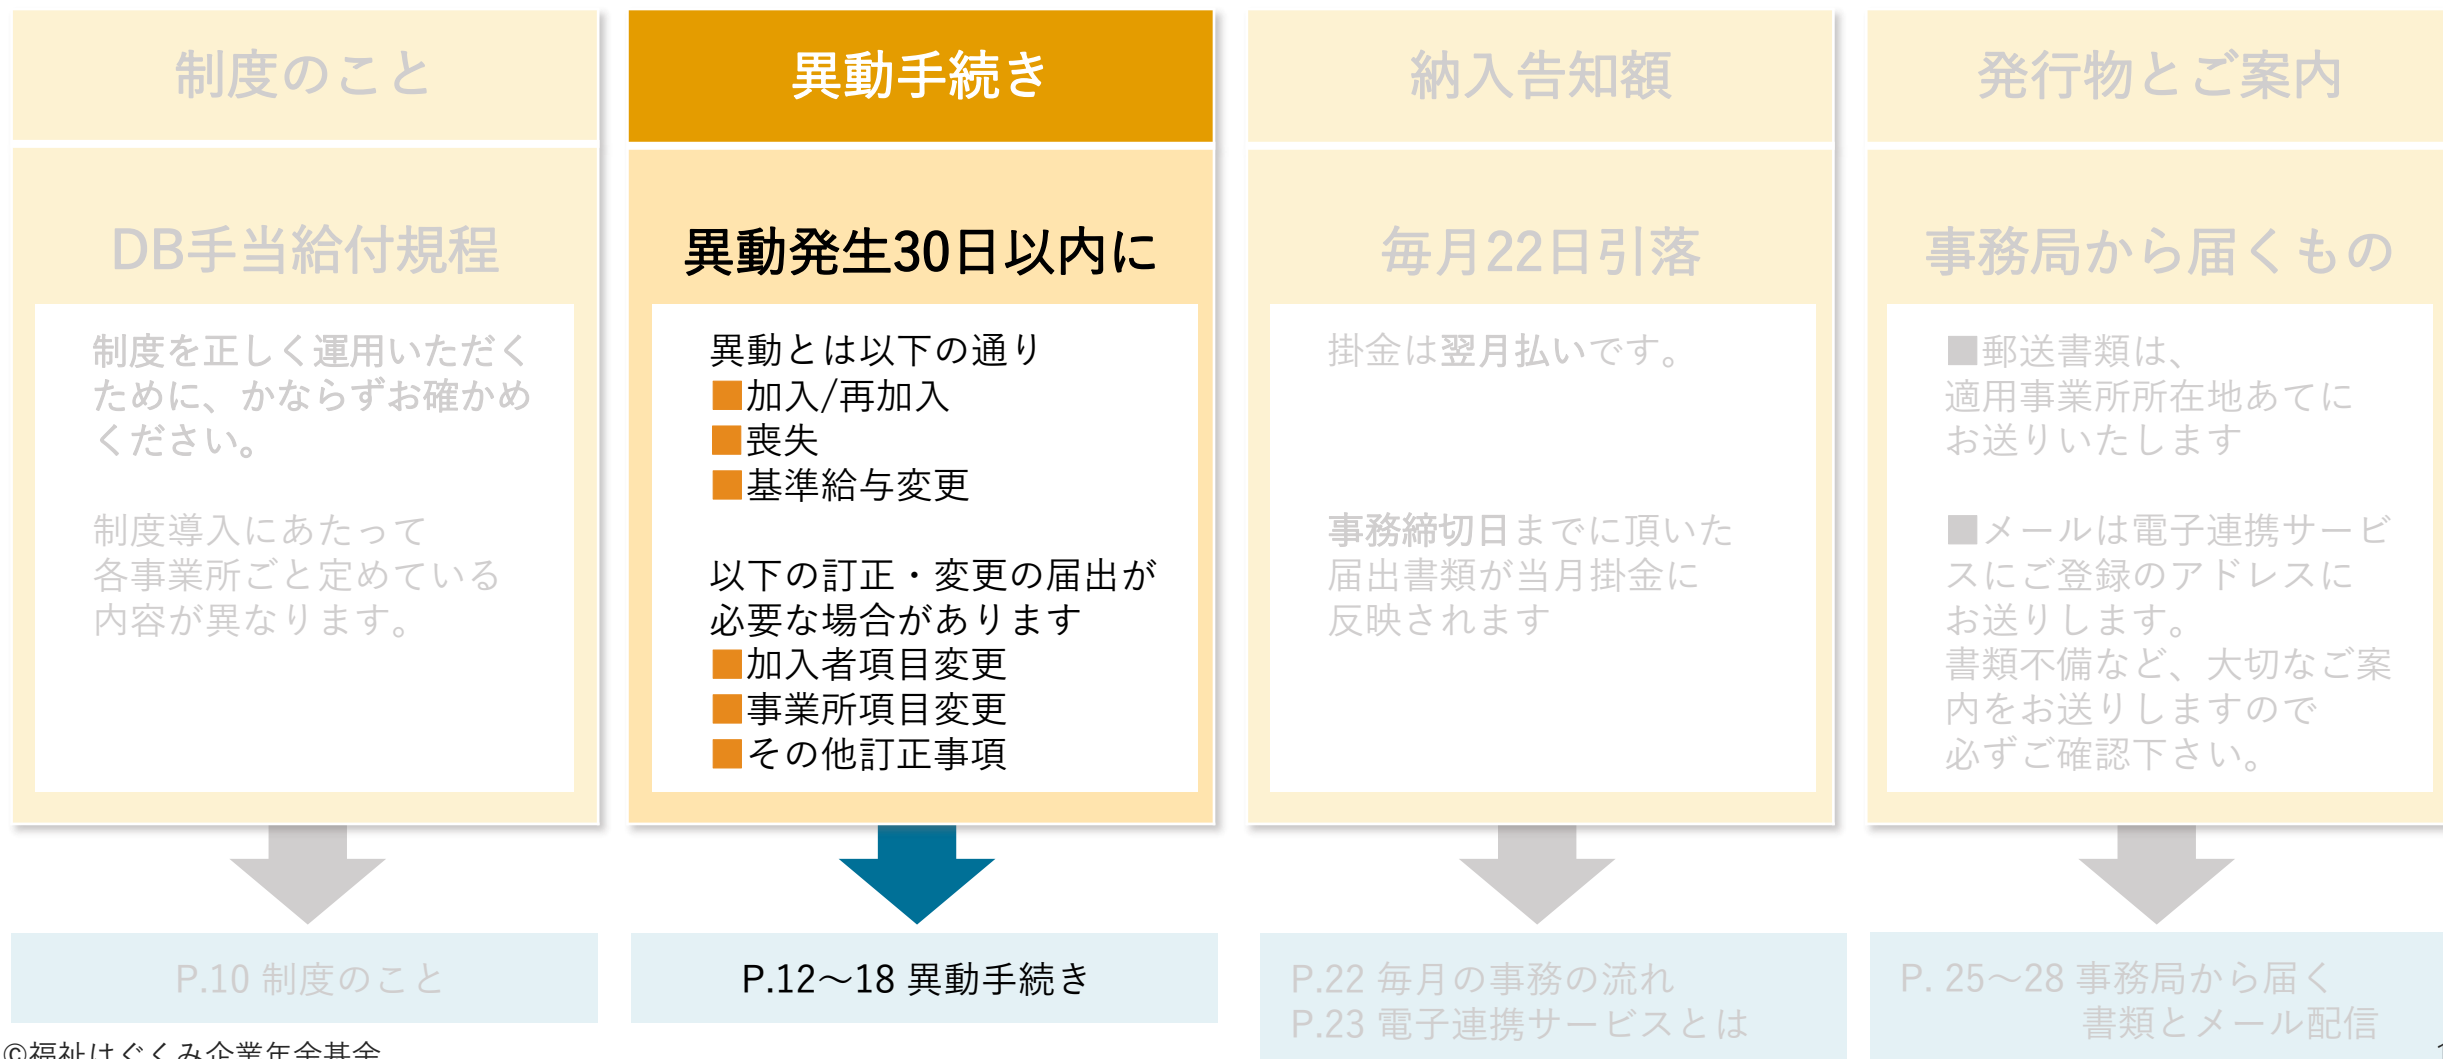 制度のこと
DB手当給付規程
制度を正しく運用いただく
ために、かならずお確かめ
ください。
制度導入にあたって
各事業所ごと定めている
内容が異なります。
P.10 制度のこと
異動手続き
異動発生30日以内に
異動とは以下の通り
■加入/再加入
■喪失
■基準給与変更
以下の訂正・変更の届出が
必要な場合があります
■加入者項目変更
■事業所項目変更
■その他訂正事項
P.12～18 異動手続き
納入告知額
毎月22日引落
掛金は翌月払いです。
事務締切日までに頂いた
届出書類が当月掛金に
反映されます
P.22 毎月の事務の流れ
P.23 電子連携サービスとは
発行物とご案内
事務局から届くもの
■郵送書類は、
適用事業所所在地あてに
お送りいたします
■メールは電子連携サービ
スにご登録のアドレスに
お送りします。
書類不備など、大切なご案
内をお送りしますので
必ずご確認下さい。
P. 25～28 事務局から届く
書類とメール配信
©福祉はぐくみ企業年金基金